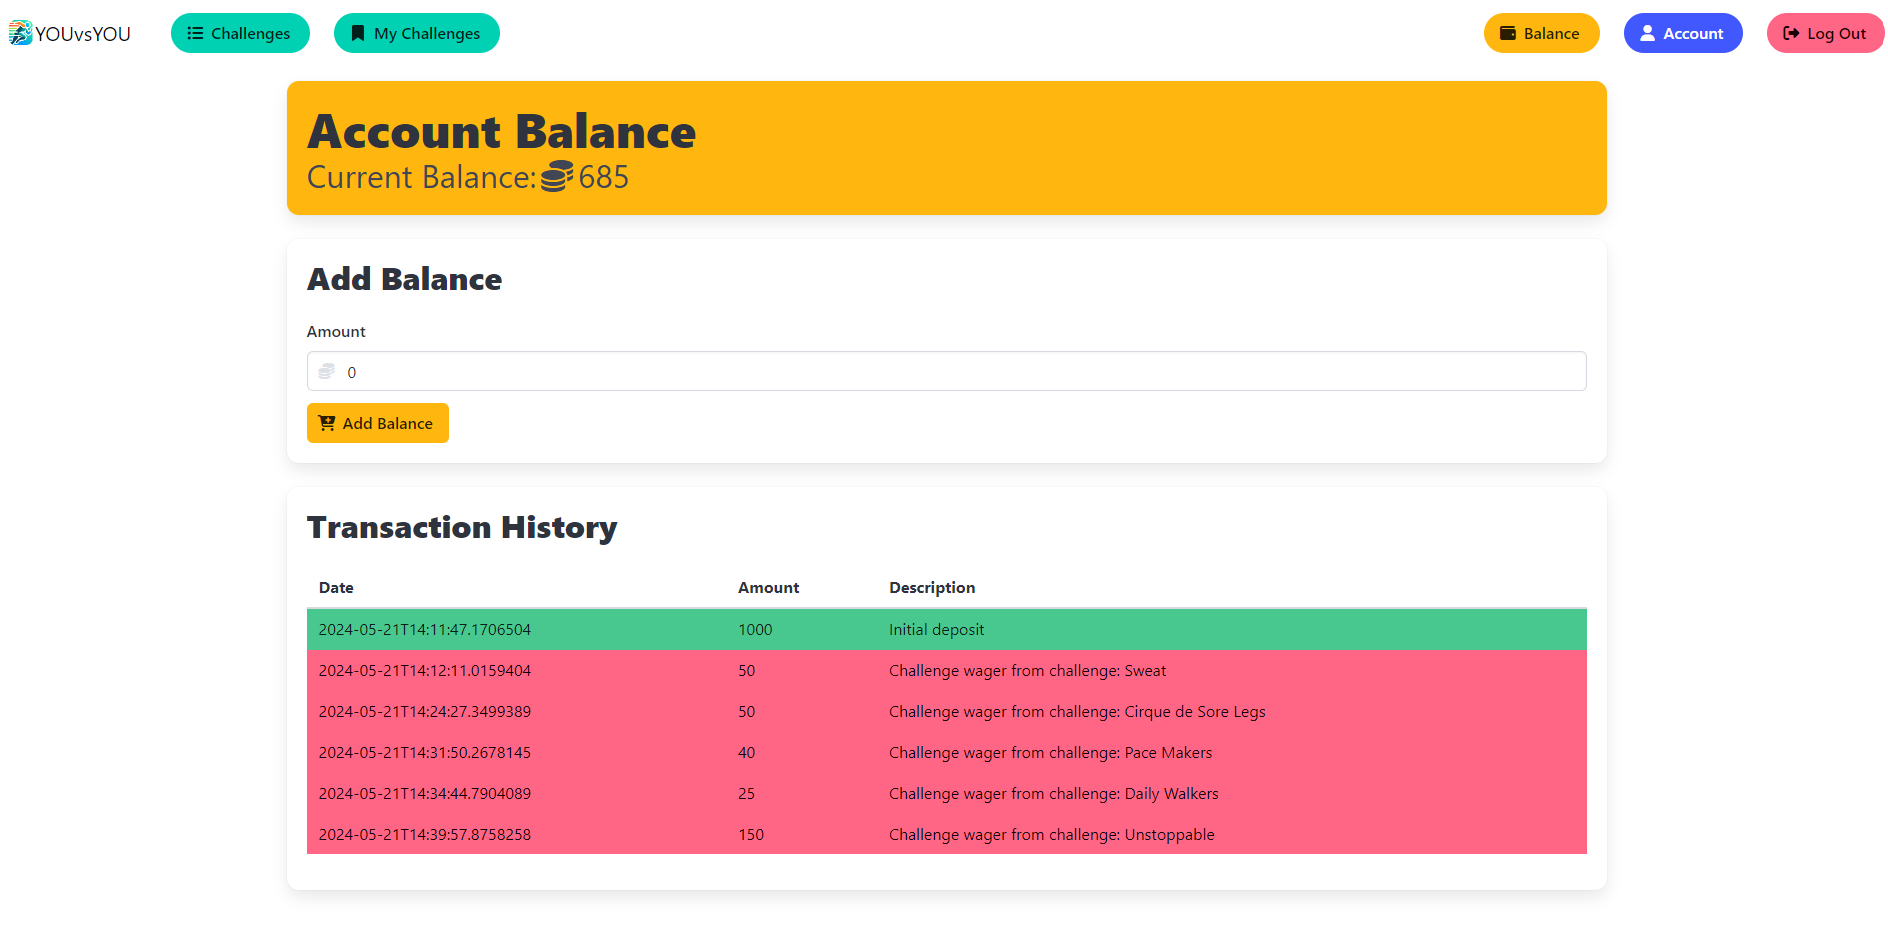 YOUvsYOU Challenges My Challenges Balance Account Log Out
Account Balance
Current Balance: 685
Add Balance
Amount
0
Add Balance
Transaction History
Date Amount Description
2024-05-21T14:11:47.1706504 1000 Initial deposit
2024-05-21T14:12:11.0159404 50 Challenge wager from challenge: Sweat
2024-05-21T14:24:27.3499389 50 Challenge wager from challenge: Cirque de Sore Legs
2024-05-21T14:31:50.2678145 40 Challenge wager from challenge: Pace Makers
2024-05-21T14:34:44.7904089 25 Challenge wager from challenge: Daily Walkers
2024-05-21T14:39:57.8758258 150 Challenge wager from challenge: Unstoppable